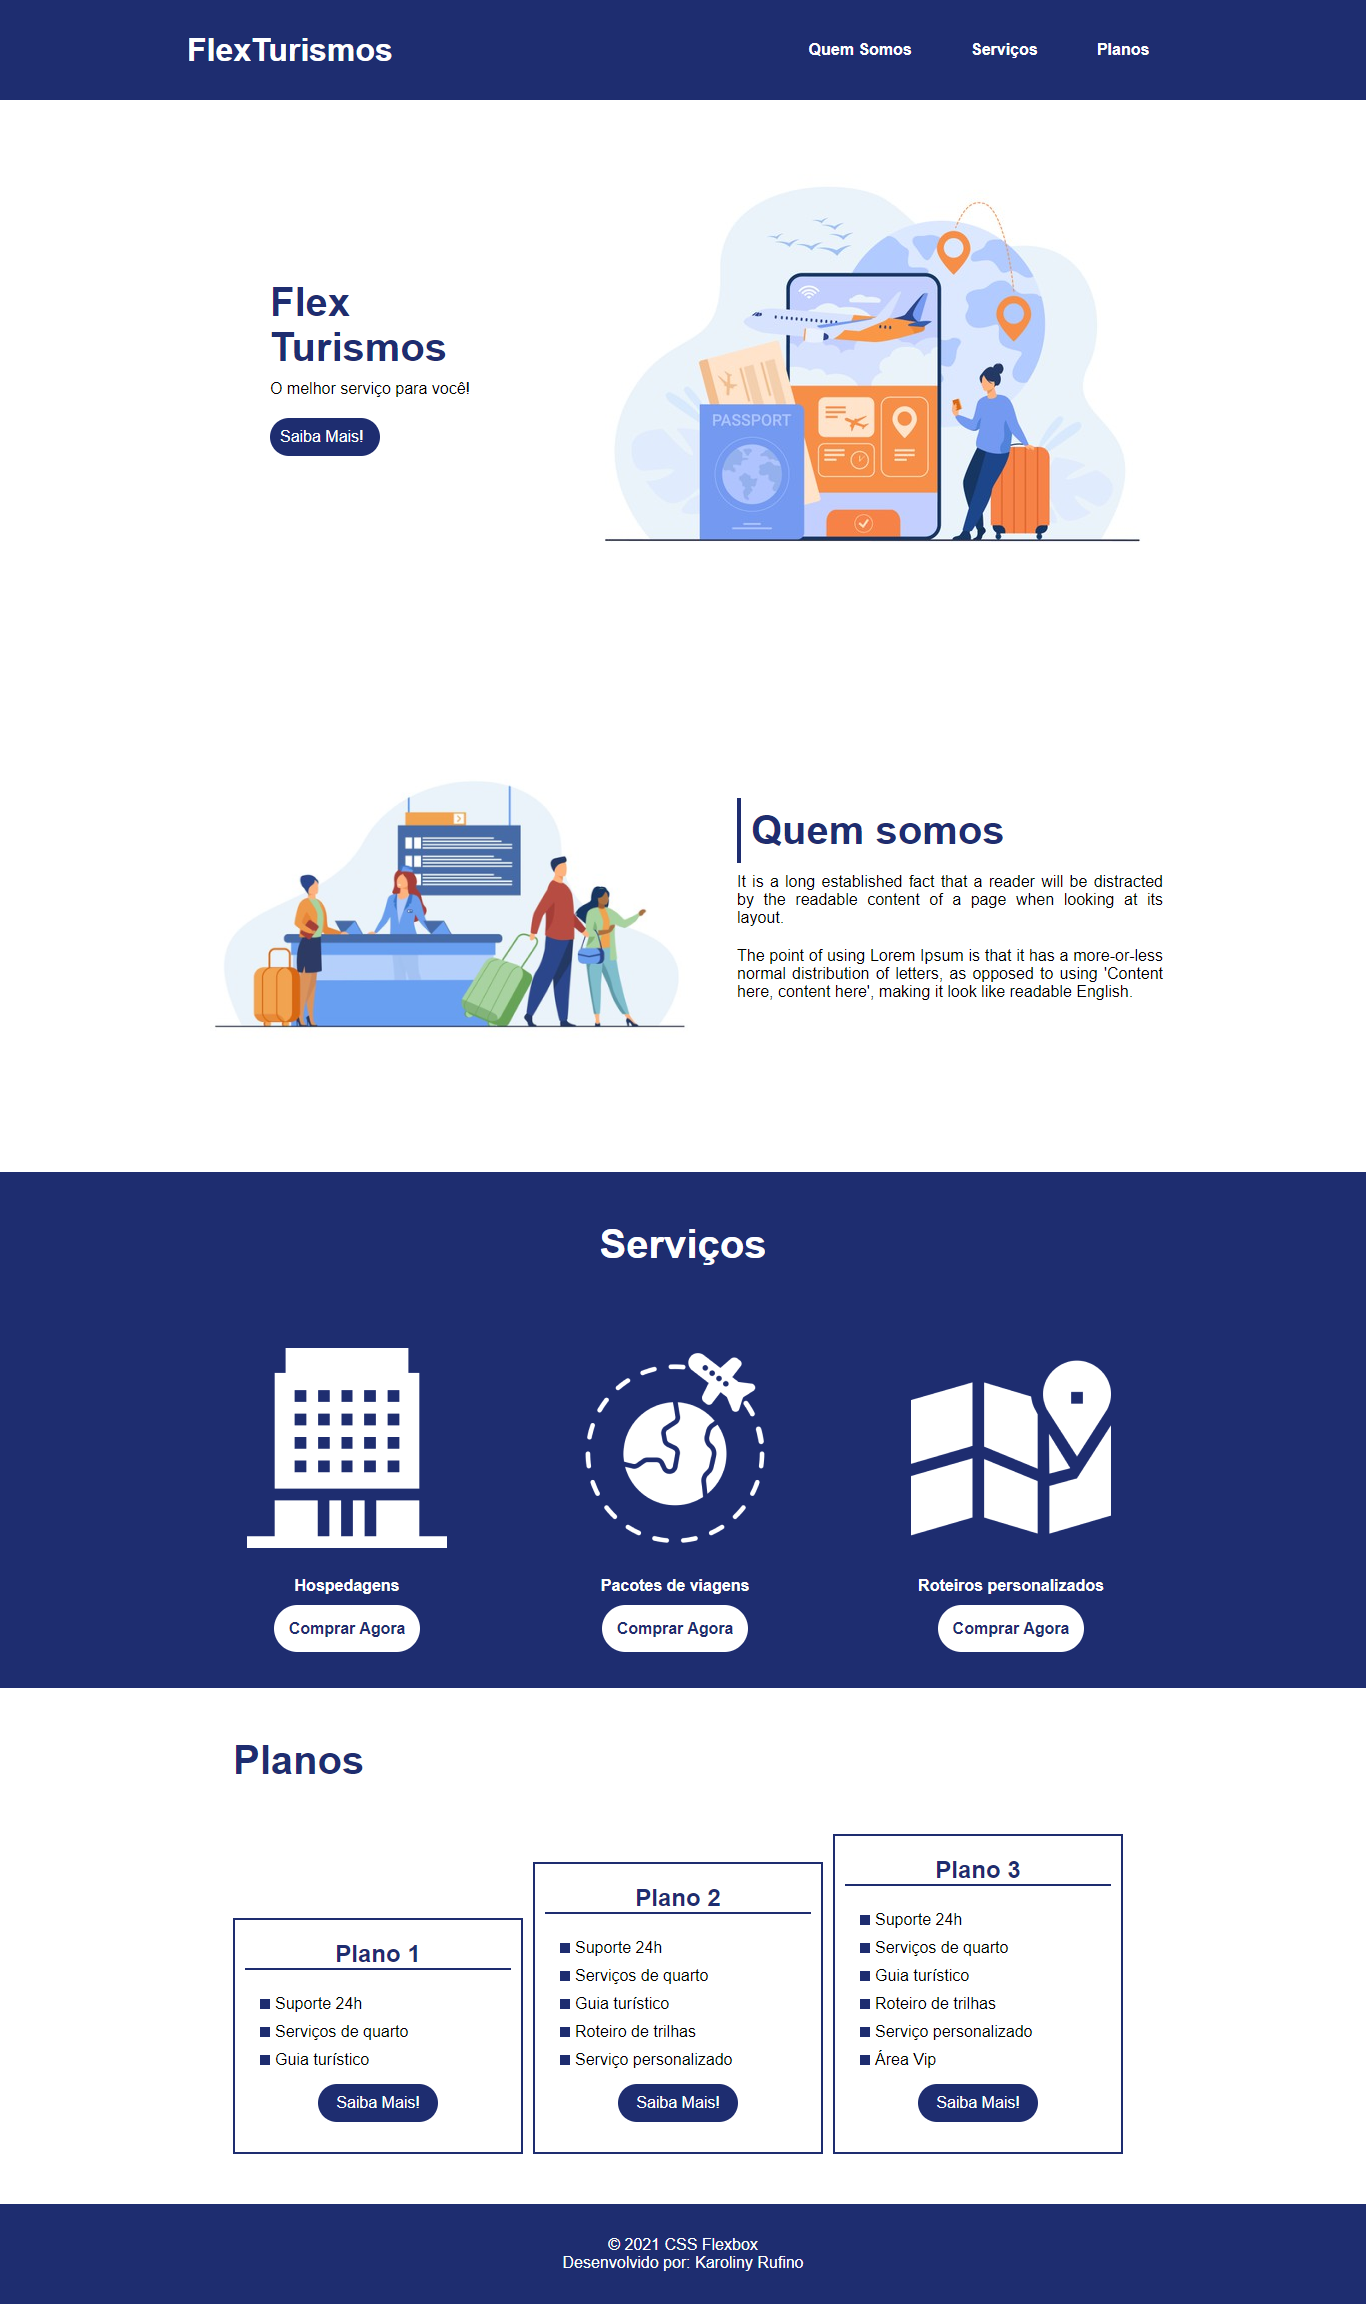 FlexTurismos
Quem Somos
Serviços
Planos
Flex
Turismos
O melhor serviço para você!
Saiba Mais!
PASSPORT
Quem somos
It is a long established fact that a reader will be distracted
by the readable content of a page when looking at its
layout.
The point of using Lorem Ipsum is that it has a more-or-less
normal distribution of letters, as opposed to using 'Content
here, content here', making it look like readable English.
Serviços
Hospedagens
Comprar Agora
Pacotes de viagens
Comprar Agora
Roteiros personalizados
Comprar Agora
Planos
Plano 1
Suporte 24h
Serviços de quarto
Guia turístico
Saiba Mais!
Plano 2
Suporte 24h
Serviços de quarto
Guia turístico
Roteiro de trilhas
Serviço personalizado
Saiba Mais!
Plano 3
Suporte 24h
Serviços de quarto
Guia turístico
Roteiro de trilhas
Serviço personalizado
Área Vip
Saiba Mais!
© 2021 CSS Flexbox
Desenvolvido por: Karoliny Rufino